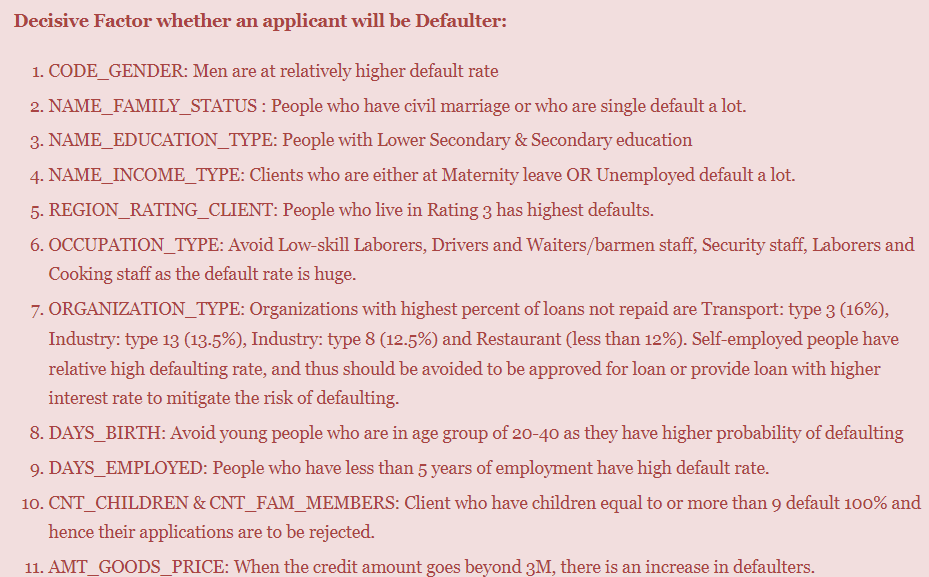 Decisive Factor whether an applicant will be Defaulter:
1. CODE_GENDER: Men are at relatively higher default rate
2. NAME_FAMILY_STATUS : People who have civil marriage or who are single default a lot.
3. NAME_EDUCATION_TYPE: People with Lower Secondary & Secondary education
4. NAME_INCOME_TYPE: Clients who are either at Maternity leave OR Unemployed default a lot.
5. REGION_RATING_CLIENT: People who live in Rating 3 has highest defaults.
6. OCCUPATION_TYPE: Avoid Low-skill Laborers, Drivers and Waiters/barmen staff, Security staff, Laborers and
Cooking staff as the default rate is huge.
7. ORGANIZATION_TYPE: Organizations with highest percent of loans not repaid are Transport: type 3 (16%),
Industry: type 13 (13.5%), Industry: type 8 (12.5%) and Restaurant (less than 12%). Self-employed people have
relative high defaulting rate, and thus should be avoided to be approved for loan or provide loan with higher
interest rate to mitigate the risk of defaulting.
8. DAYS_BIRTH: Avoid young people who are in age group of 20-40 as they have higher probability of defaulting
9. DAYS_EMPLOYED: People who have less than 5 years of employment have high default rate.
10. CNT_CHILDREN & CNT_FAM_MEMBERS: Client who have children equal to or more than 9 default 100% and
hence their applications are to be rejected.
11. AMT_GOODS_PRICE: When the credit amount goes beyond 3M, there is an increase in defaulters.